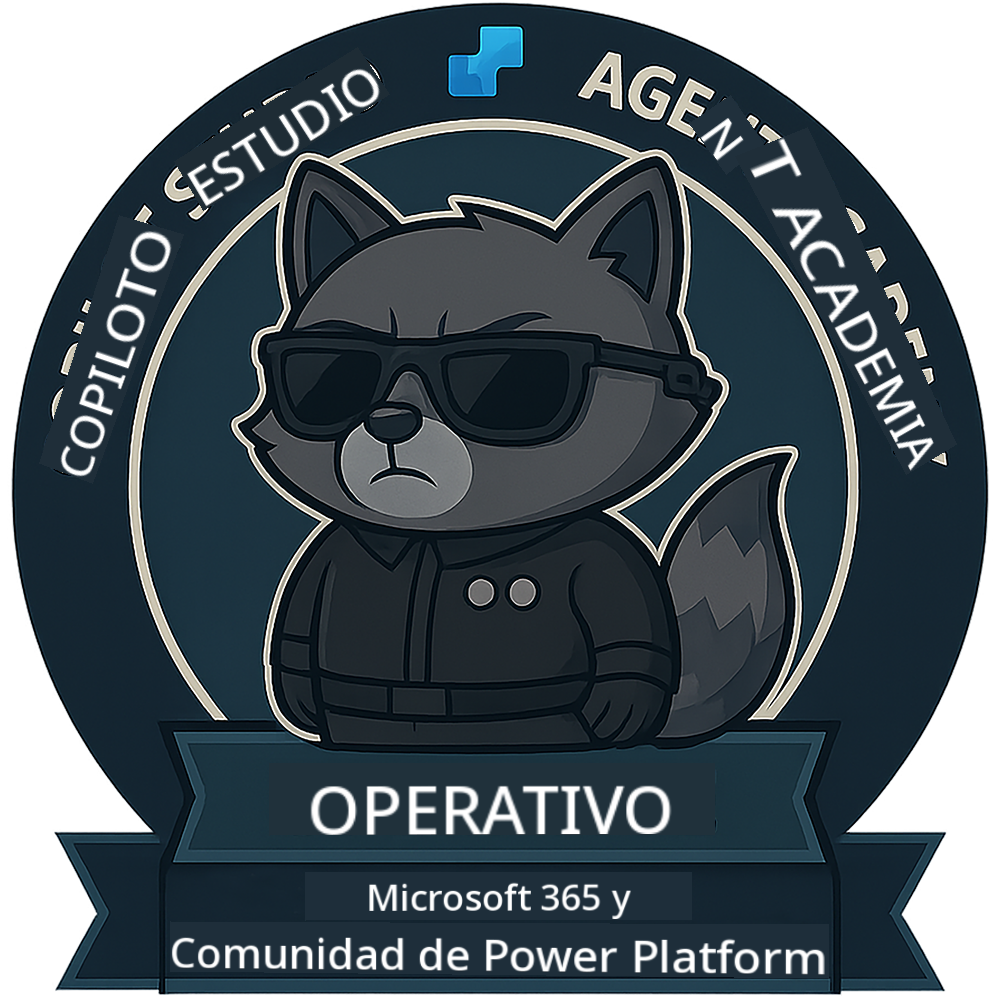 COPILOTO ESTUDIO
AGENT ACADEMIA
OPERATIVO
Microsoft 365 y
Comunidad de Power Platform